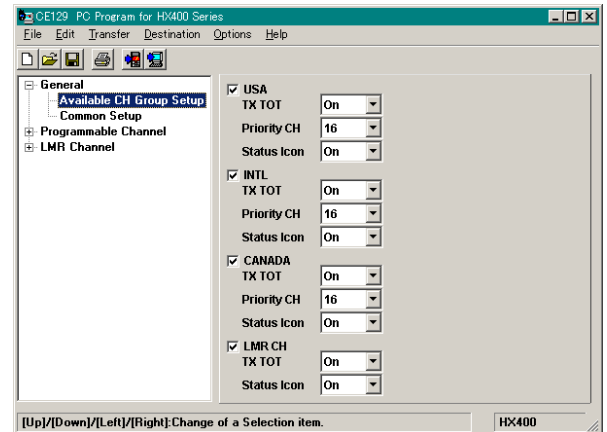 CE129 PC Program for HX400 Series
File Edit Transfer Destination Options Help
General
Available CH Group Setup
Common Setup
Programmable Channel
LMR Channel
USA
TX TOT On
Priority CH 16
Status Icon On
INTL
TX TOT On
Priority CH 16
Status Icon On
CANADA
TX TOT On
Priority CH 16
Status Icon On
LMR CH
TX TOT On
Status Icon On
[Up]/[Down]/[Left]/[Right]:Change of a Selection item. HX400